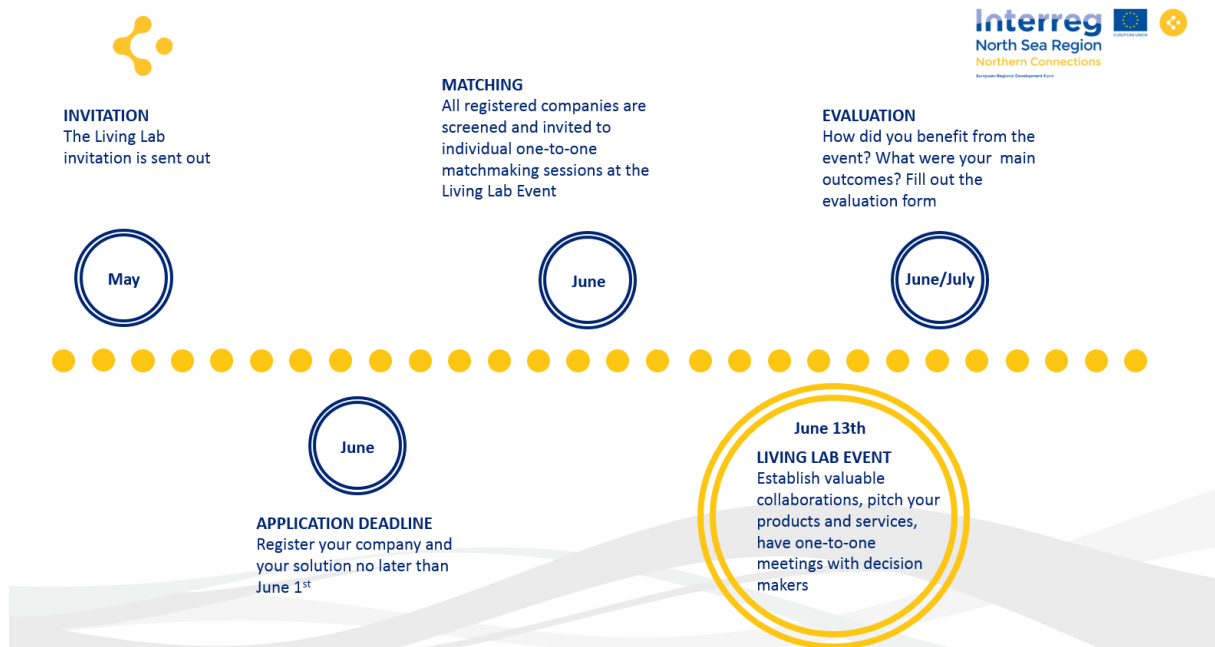 Interreg
EUROPEAN UNION
North Sea Region
Northern Connections
European Regional Development Fund
INVITATION
The Living Lab
invitation is sent out
MATCHING
All registered companies are
screened and invited to
individual one-to-one
matchmaking sessions at the
Living Lab Event
EVALUATION
How did you benefit from the
event? What were your  main
outcomes? Fill out the
evaluation form
May
June
June/July
June
APPLICATION DEADLINE
Register your company and
your solution no later than
June 1st
June 13th
LIVING LAB EVENT
Establish valuable
collaborations, pitch your
products and services,
have one-to-one
meetings with decision
makers